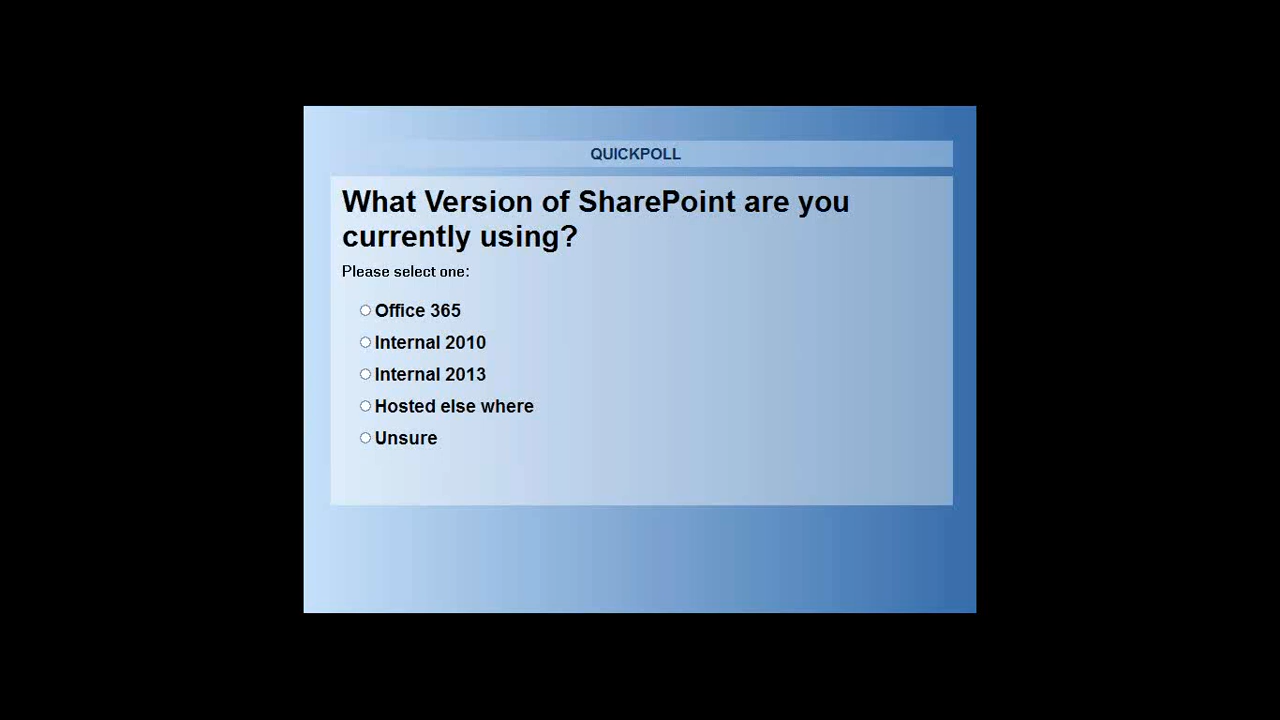 QUICKPOLL
What Version of SharePoint are you
currently using?
Please select one:
Office 365
Internal 2010
Internal 2013
Hosted else where
Unsure